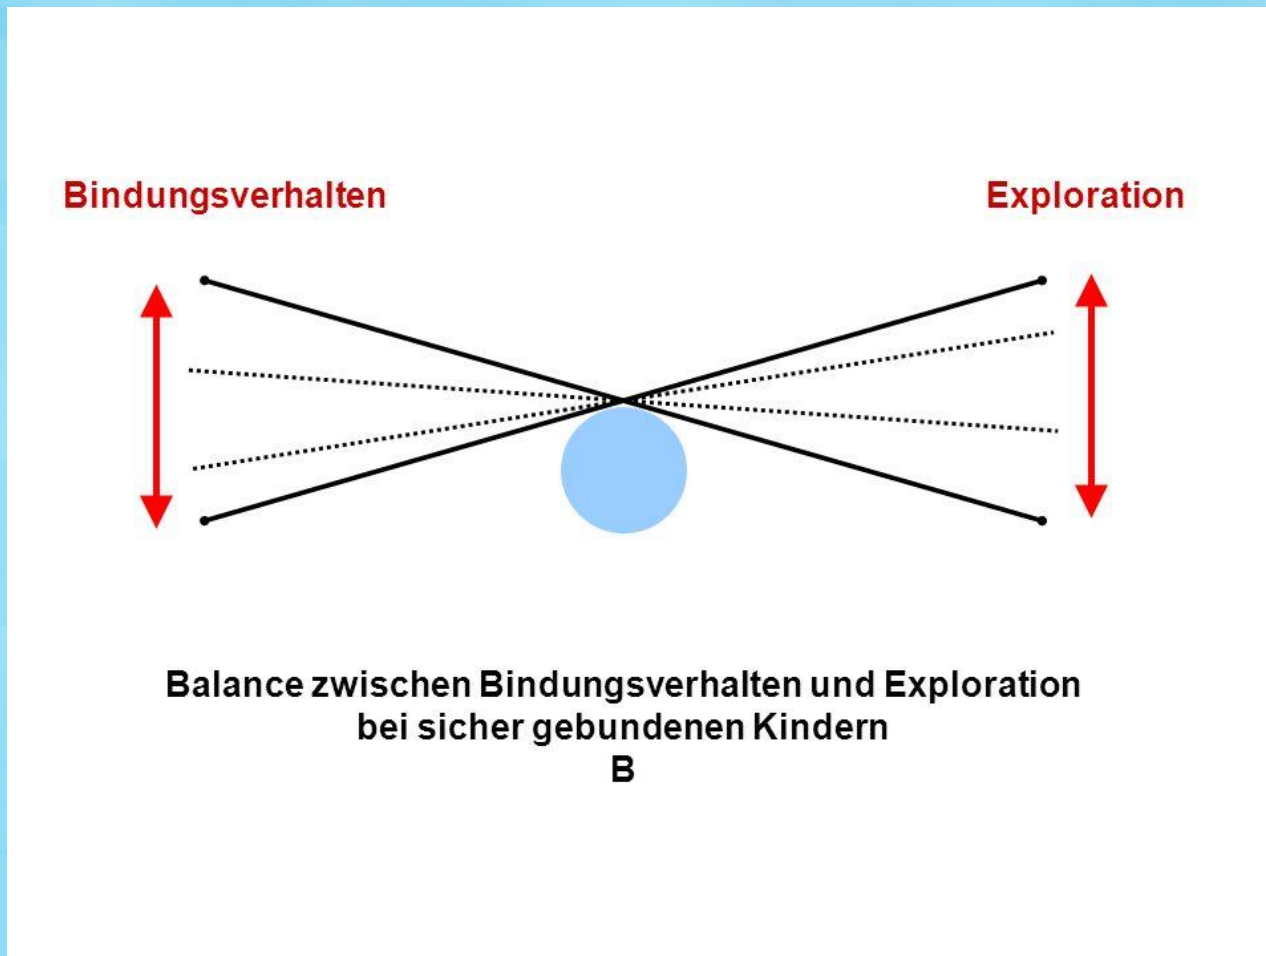 Bindungsverhalten
Exploration
Balance zwischen Bindungsverhalten und Exploration
bei sicher gebundenen Kindern
B